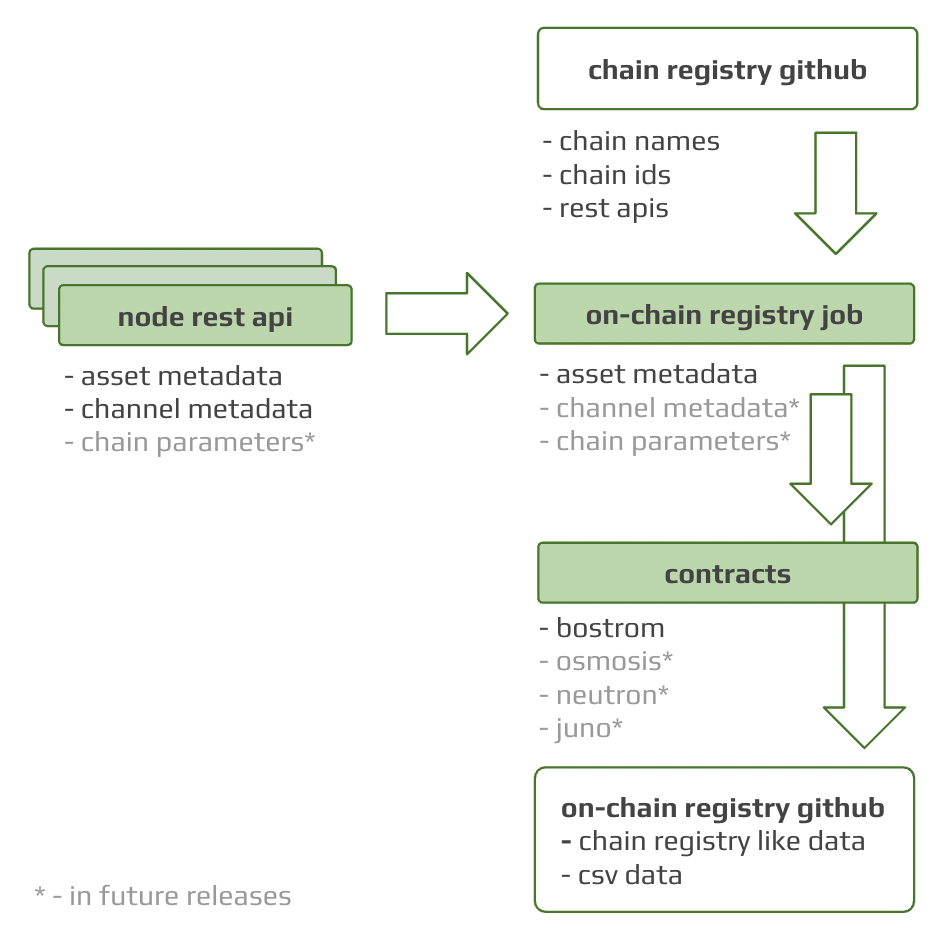 chain registry github
- chain names
- chain ids
- rest apis
node rest api
- asset metadata
- channel metadata
- chain parameters*
on-chain registry job
- asset metadata
- channel metadata*
- chain parameters*
contracts
- bostrom
- osmosis*
- neutron*
- juno*
on-chain registry github
- chain registry like data
- csv data
* - in future releases